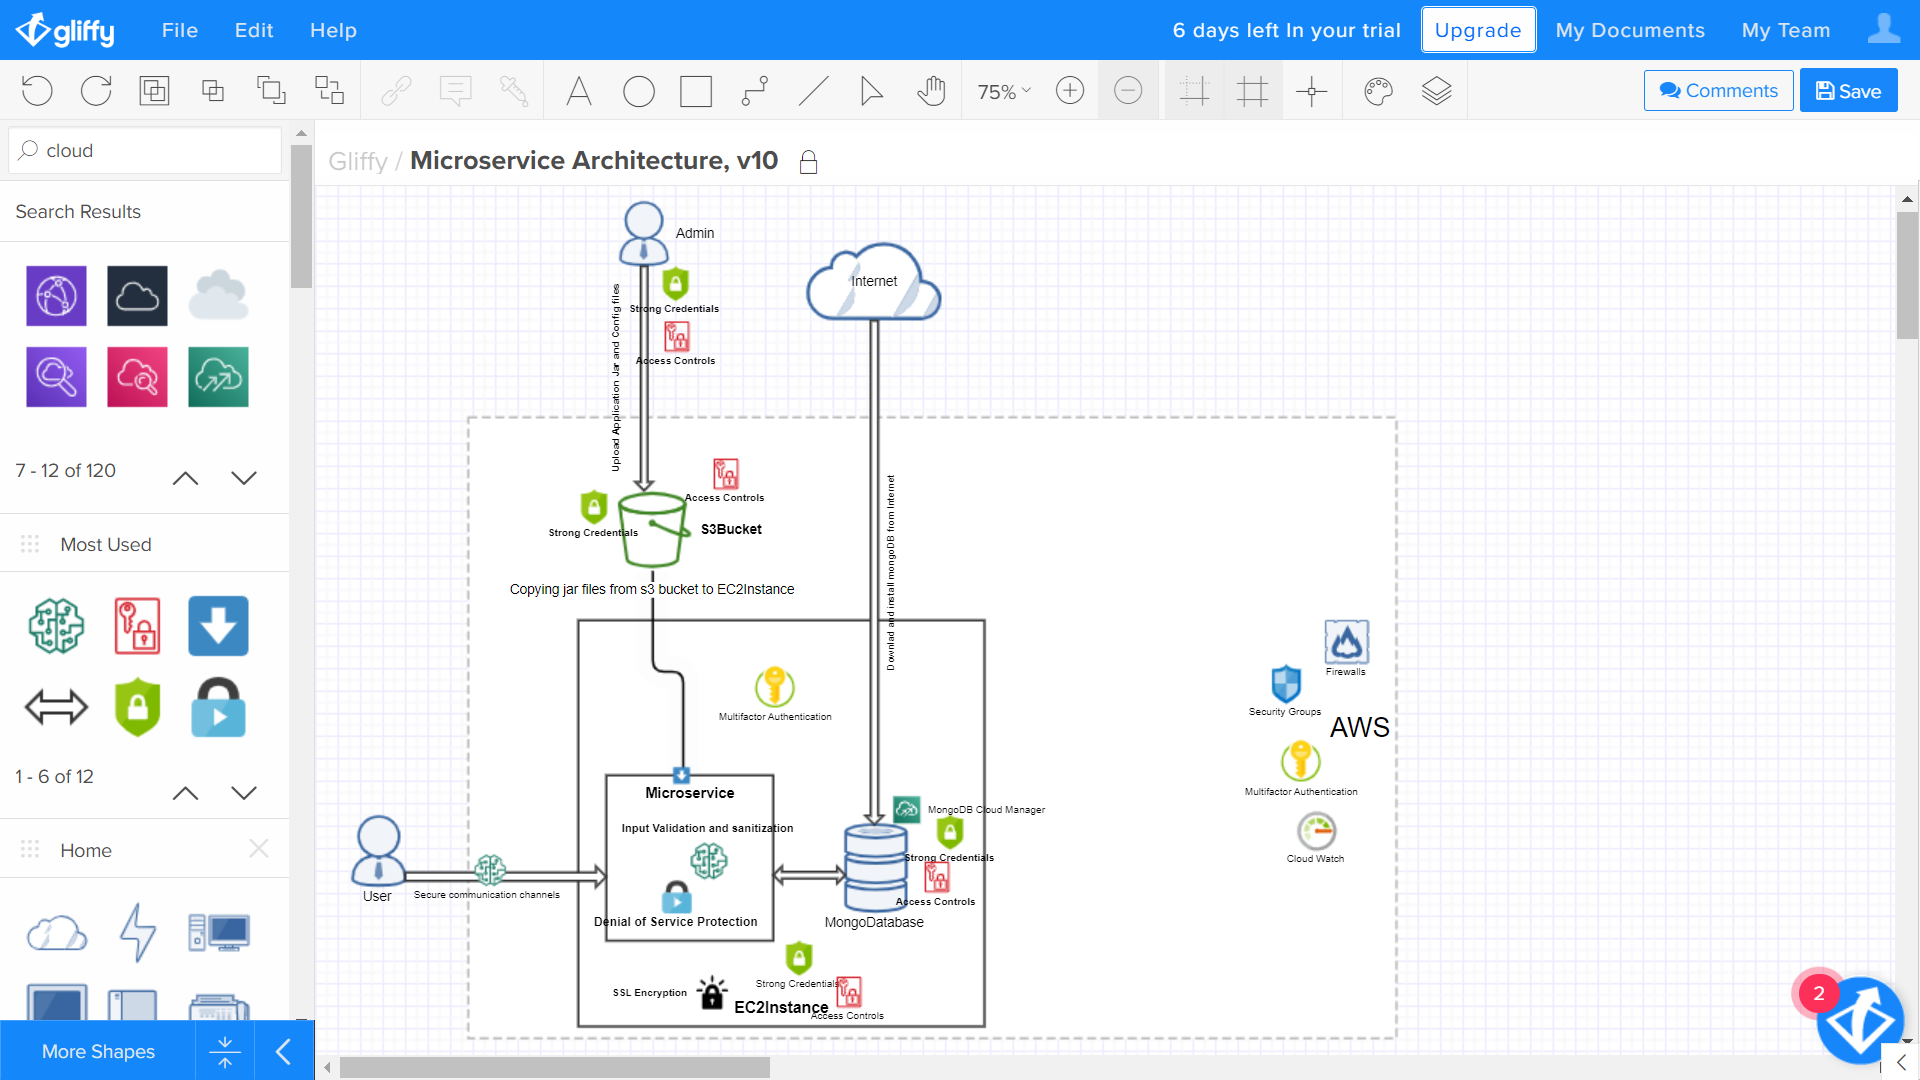 gliffy
File
Edit
Help
6 days left In your trial
Upgrade
My Documents
My Team
75%
Comments
Save
cloud
Gliffy / Microservice Architecture, v10
Search Results
7 - 12 of 120
Most Used
1 - 6 of 12
Home
More Shapes
Admin
Strong Credentials
Access Controls
Upload Application Jar and Config files
Internet
Access Controls
Strong Credentials
S3Bucket
Copying jar files from s3 bucket to EC2Instance
Downlad and install mongoDB from Internet
Multifactor Authentication
Firewalls
Security Groups
AWS
Multifactor Authentication
Cloud Watch
Microservice
Input Validation and sanitization
Denial of Service Protection
MongoDB Cloud Manager
Strong Credentials
Access Controls
MongoDatabase
User
Secure communication channels
Strong Credentials
SSL Encryption
EC2Instance
Access Controls
2